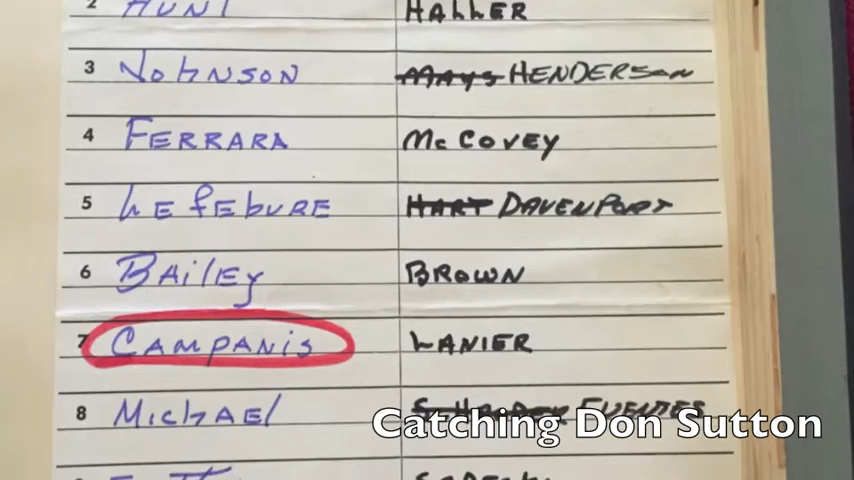 2 HUNT HALLER
3 JOHNSON MAYS HENDERSON
4 FERRARA McCOVEY
5 LEFEBURE HART DAVENPORT
6 BAILEY BROWN
7 CAMPANIS LANIER
8 MICHAEL FUENTES
Catching Don Sutton